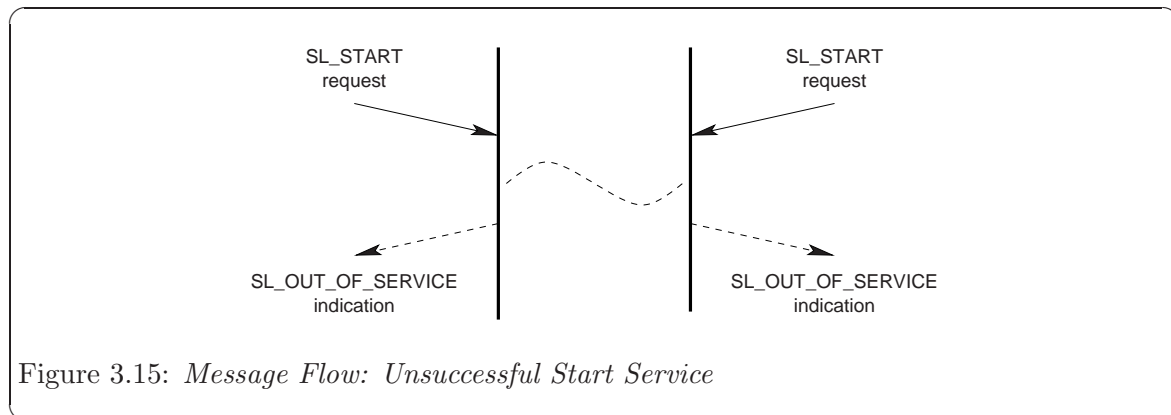 SL_START
request
SL_START
request
SL_OUT_OF_SERVICE
indication
SL_OUT_OF_SERVICE
indication
Figure 3.15: Message Flow: Unsuccessful Start Service